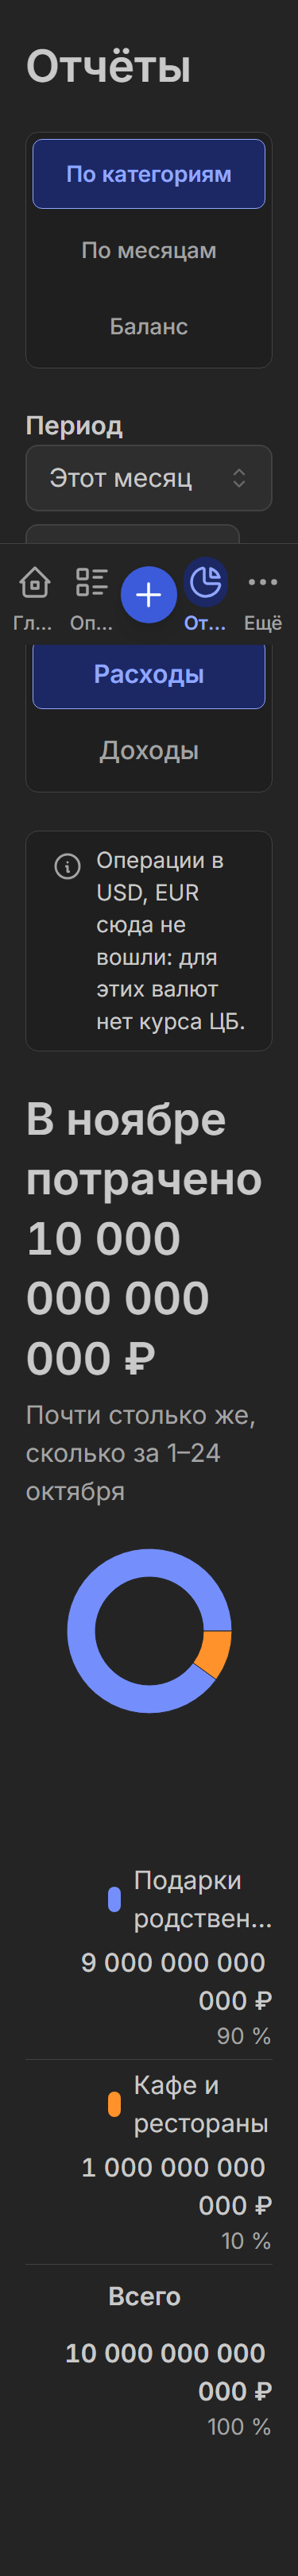 Отчёты
По категориям
По месяцам
Баланс
Период
Этот месяц
Гл...
Оп...
От...
Ещё
Расходы
Доходы
Операции в
USD, EUR
сюда не
вошли: для
этих валют
нет курса ЦБ.
В ноябре
потрачено
10 000
000 000
000 ₽
Почти столько же,
сколько за 1–24
октября
Подарки
родствен...
9 000 000 000
000 ₽
90 %
Кафе и
рестораны
1 000 000 000
000 ₽
10 %
Всего
10 000 000 000
000 ₽
100 %